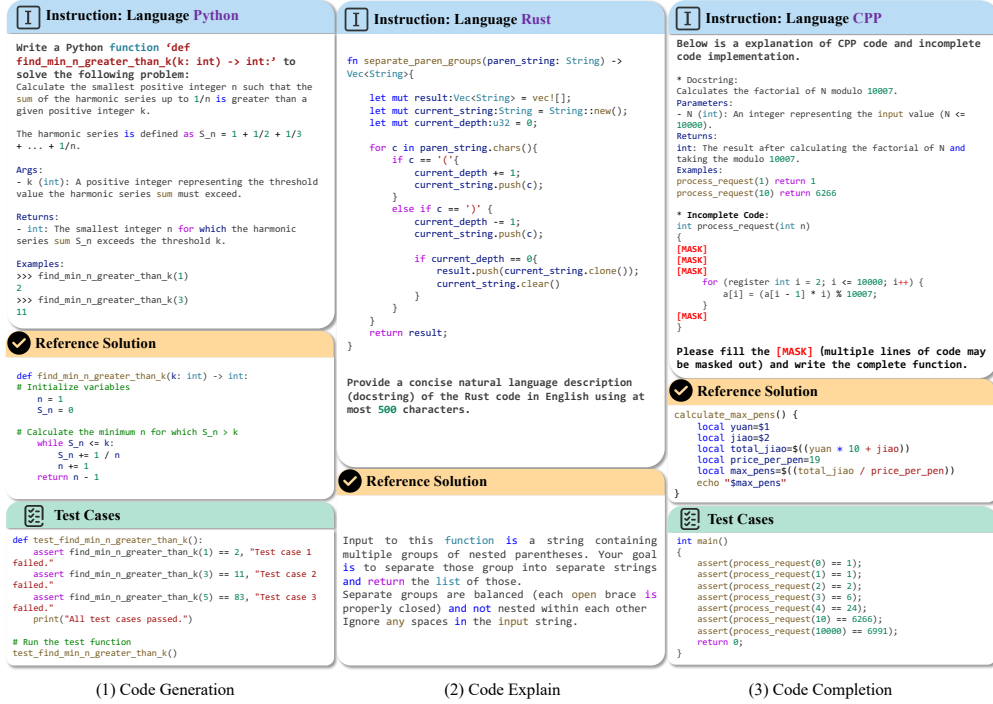 Instruction: Language Python
Write a Python function ‘def
find_min_n_greater_than_k(k: int) -> int:’ to
solve the following problem:
Calculate the smallest positive integer n such that the
sum of the harmonic series up to 1/n is greater than a
given positive integer k.
The harmonic series is defined as S_n = 1 + 1/2 + 1/3
+ ... + 1/n.
Args:
- k (int): A positive integer representing the threshold
value the harmonic series sum must exceed.
Returns:
- int: The smallest integer n for which the harmonic
series sum S_n exceeds the threshold k.
Examples:
>>> find_min_n_greater_than_k(1)
2
>>> find_min_n_greater_than_k(3)
11
Reference Solution
def find_min_n_greater_than_k(k: int) -> int:
# Initialize variables
    n = 1
    S_n = 0
# Calculate the minimum n for which S_n > k
    while S_n <= k:
        S_n += 1 / n
        n += 1
    return n - 1
Test Cases
def test_find_min_n_greater_than_k():
    assert find_min_n_greater_than_k(1) == 2, "Test case 1
failed."
    assert find_min_n_greater_than_k(3) == 11, "Test case 2
failed."
    assert find_min_n_greater_than_k(5) == 83, "Test case 3
failed."
    print("All test cases passed.")
# Run the test function
test_find_min_n_greater_than_k()
(1) Code Generation
Instruction: Language Rust
fn separate_paren_groups(paren_string: String) ->
Vec<String>{
    let mut result:Vec<String> = vec![];
    let mut current_string:String = String::new();
    let mut current_depth:u32 = 0;
    for c in paren_string.chars(){
        if c == '('{
            current_depth += 1;
            current_string.push(c);
        }
        else if c == ')' {
            current_depth -= 1;
            current_string.push(c);
            if current_depth == 0{
                result.push(current_string.clone());
                current_string.clear()
            }
        }
    }
    return result;
}
Provide a concise natural language description
(docstring) of the Rust code in English using at
most 500 characters.
Reference Solution
Input to this function is a string containing
multiple groups of nested parentheses. Your goal
is to separate those group into separate strings
and return the list of those.
Separate groups are balanced (each open brace is
properly closed) and not nested within each other
Ignore any spaces in the input string.
(2) Code Explain
Instruction: Language CPP
Below is a explanation of CPP code and incomplete
code implementation.
* Docstring:
Calculates the factorial of N modulo 10007.
Parameters:
- N (int): An integer representing the input value (N <=
10000).
Returns:
int: The result after calculating the factorial of N and
taking the modulo 10007.
Examples:
process_request(1) return 1
process_request(10) return 6266
* Incomplete Code:
int process_request(int n)
{
[MASK]
[MASK]
[MASK]
    for (register int i = 2; i <= 10000; i++) {
        a[i] = (a[i - 1] * i) % 10007;
    }
[MASK]
}
Please fill the [MASK] (multiple lines of code may
be masked out) and write the complete function.
Reference Solution
calculate_max_pens() {
    local yuan=$1
    local jiao=$2
    local total_jiao=$((yuan * 10 + jiao))
    local price_per_pen=19
    local max_pens=$((total_jiao / price_per_pen))
    echo "$max_pens"
}
Test Cases
int main()
{
    assert(process_request(0) == 1);
    assert(process_request(1) == 1);
    assert(process_request(2) == 2);
    assert(process_request(3) == 6);
    assert(process_request(4) == 24);
    assert(process_request(10) == 6266);
    assert(process_request(10000) == 6991);
    return 0;
}
(3) Code Completion